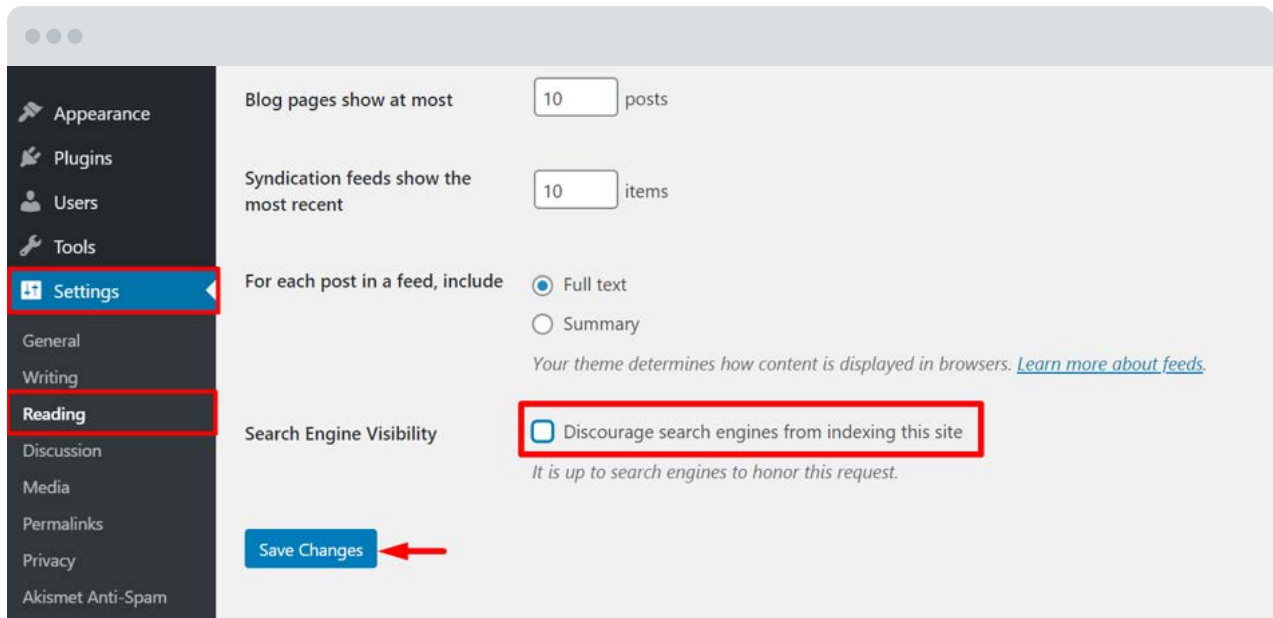 Appearance
Plugins
Users
Tools
Settings
General
Writing
Reading
Discussion
Media
Permalinks
Privacy
Akismet Anti-Spam
Blog pages show at most 10 posts
Syndication feeds show the
most recent 10 items
For each post in a feed, include Full text
Summary
Your theme determines how content is displayed in browsers. Learn more about feeds.
Search Engine Visibility Discourage search engines from indexing this site
It is up to search engines to honor this request.
Save Changes